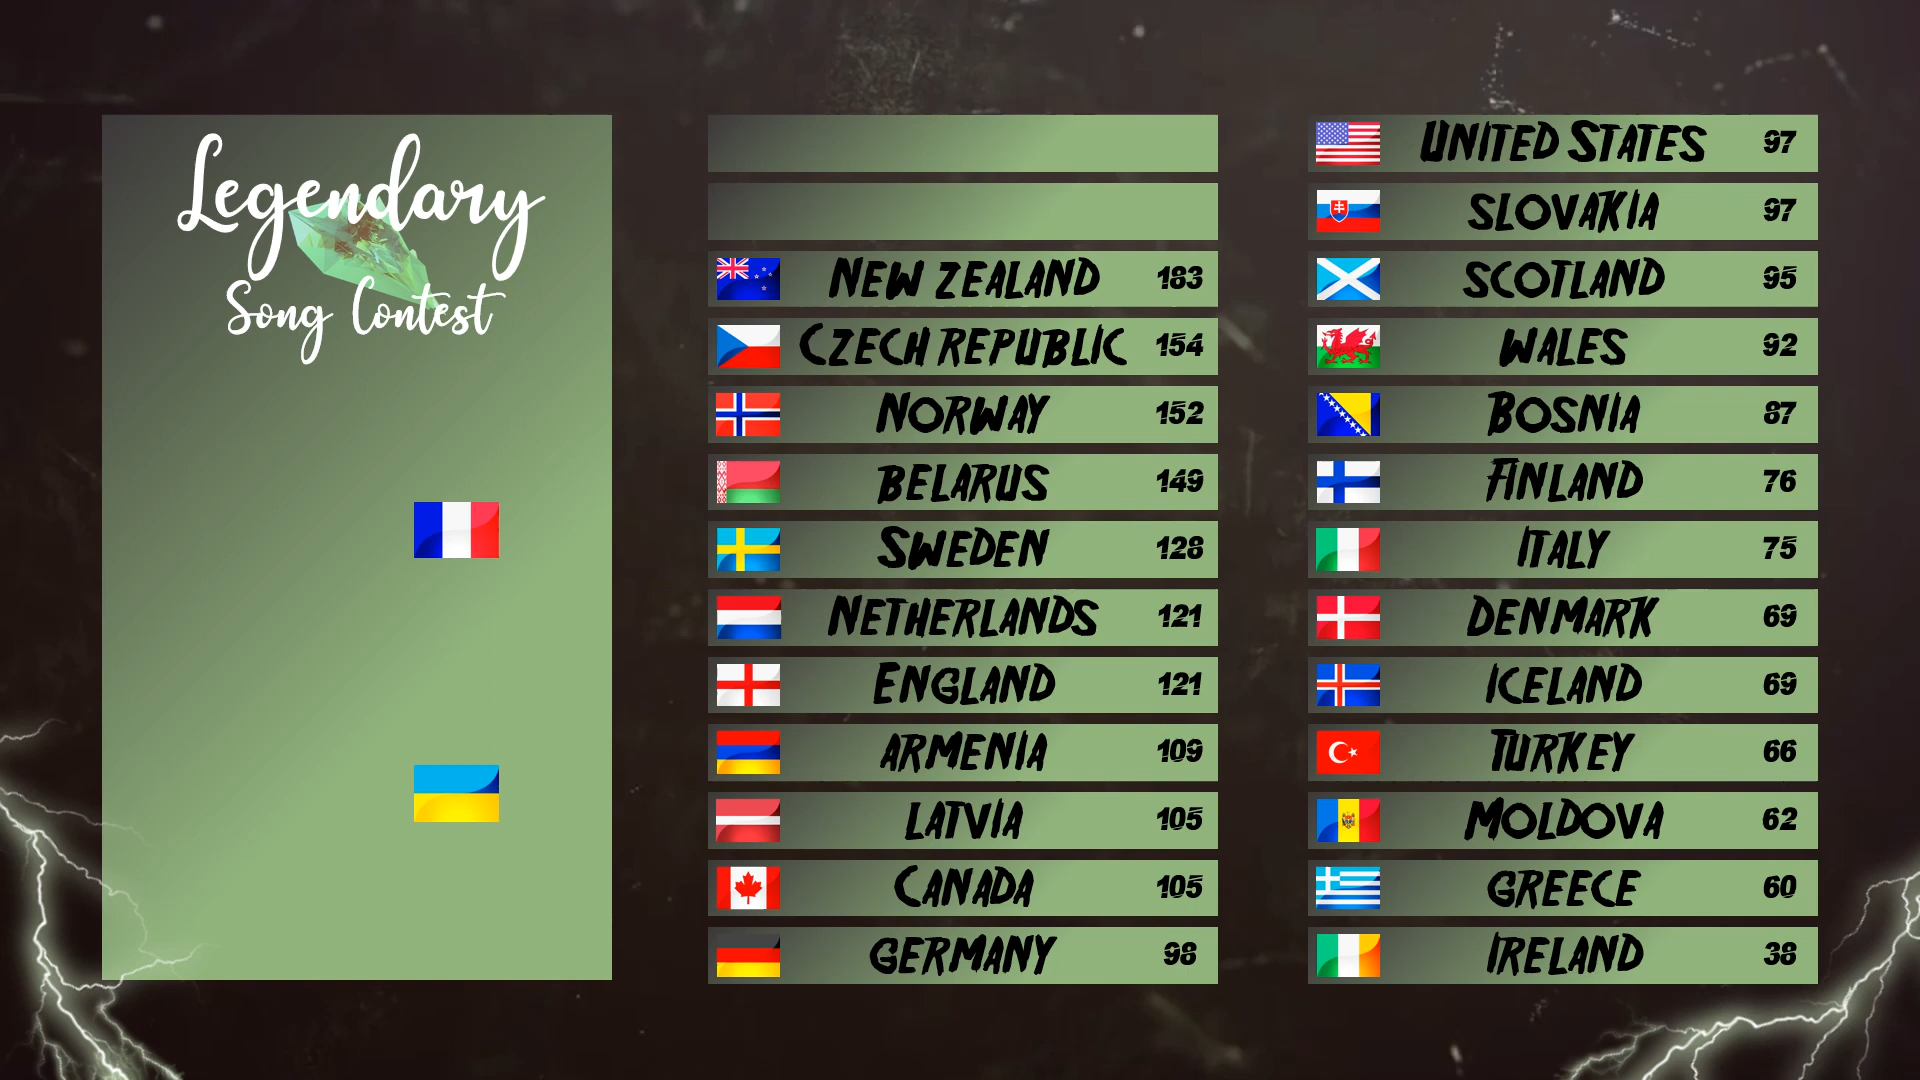 Legendary
Song Contest
NEW ZEALAND 183
CZECH REPUBLIC 154
NORWAY 152
BELARUS 149
SWEDEN 128
NETHERLANDS 121
ENGLAND 121
ARMENIA 109
LATVIA 105
CANADA 105
GERMANY 98
UNITED STATES 97
SLOVAKIA 97
SCOTLAND 95
WALES 92
BOSNIA 87
FINLAND 76
ITALY 75
DENMARK 69
ICELAND 69
TURKEY 66
MOLDOVA 62
GREECE 60
IRELAND 38